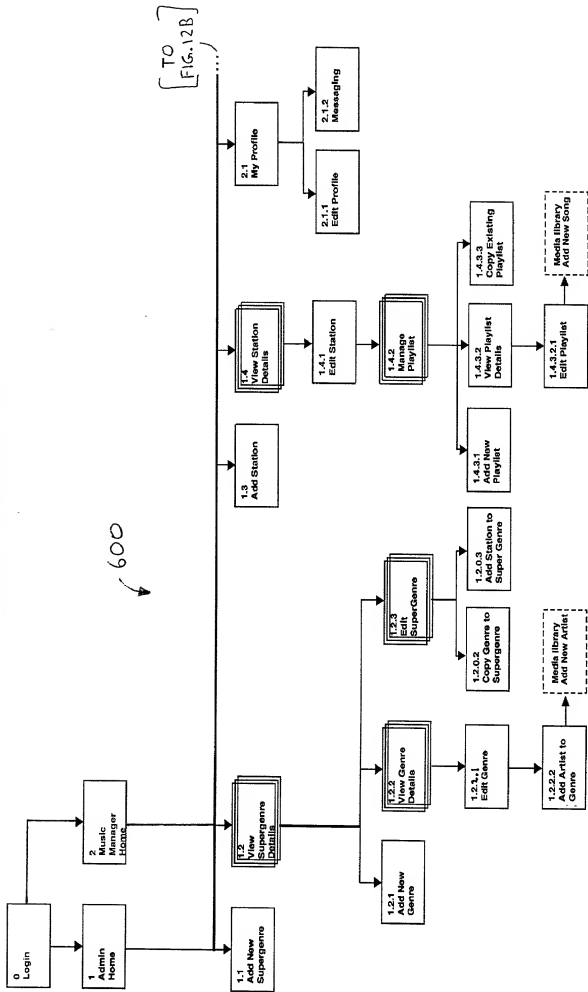 0
Login
1
Admin
Home
2
Music
Manager
Home
600
[TO
FIG. 12B]
1.1
Add New
Supergenre
1.2
View
Supergenre
Details
1.3
Add Station
1.4
View Station
Details
2.1
My Profile
1.2.1
Add New
Genre
1.2.2
View Genre
Details
1.2.3
Edit
SuperGenre
1.4.1
Edit Station
2.1.1
Edit Profile
2.1.2
Messaging
Edit Genre
1.2.0.2
Copy Genre to
Supergenre
1.2.0.3
Add Station to
Super Genre
1.4.2
Manage
Playlist
1.2.2.2
Add Artist to
Genre
Media library
Add New Artist
1.4.3.1
Add New
Playlist
1.4.3.2
View Playlist
Details
1.4.3.3
Copy Existing
Playlist
1.4.3.2.1
Edit Playlist
Media library
Add New Song